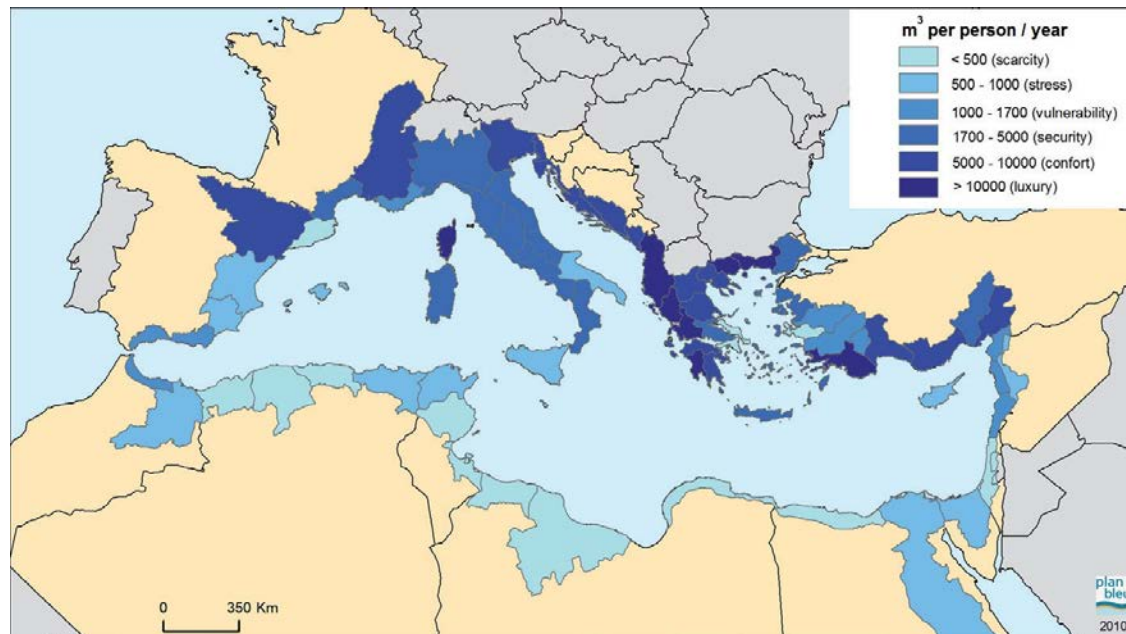 m³ per person / year
< 500 (scarcity)
500 - 1000 (stress)
1000 - 1700 (vulnerability)
1700 - 5000 (security)
5000 - 10000 (confort)
> 10000 (luxury)
0 350 Km
plan
bleu
2010